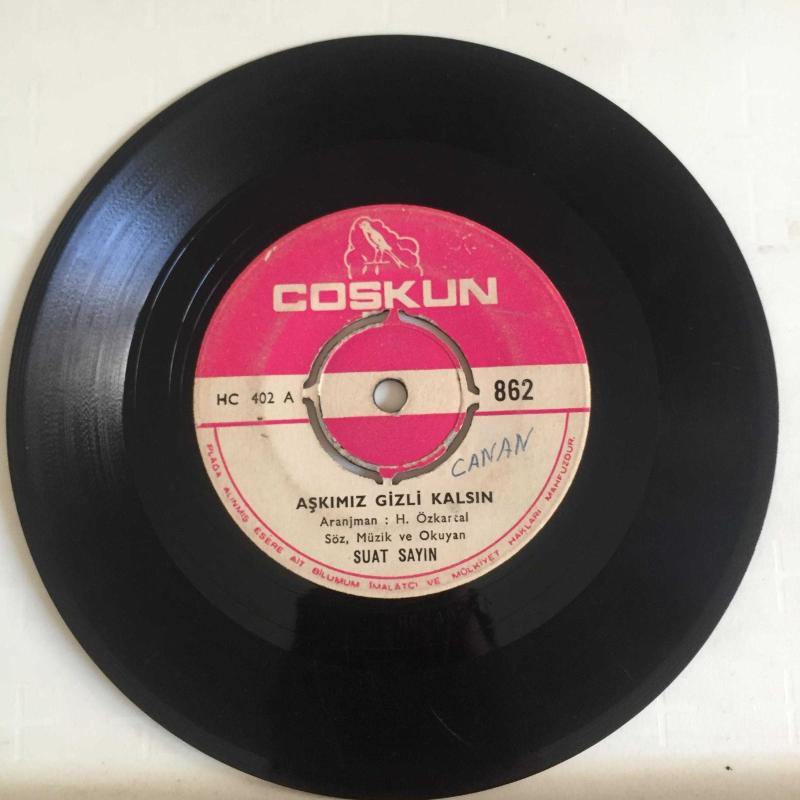 COŞKUN
HC 402 A
862
CANAN
AŞKIMIZ GİZLİ KALSIN
Aranjman : H. Özkartal
Söz, Müzik ve Okuyan
SUAT SAYIN
PLAĞA ALINMIŞ ESERE AİT BİLUMUM İMALATÇI VE MÜLKİYET HAKLARI MAHFUZDUR.